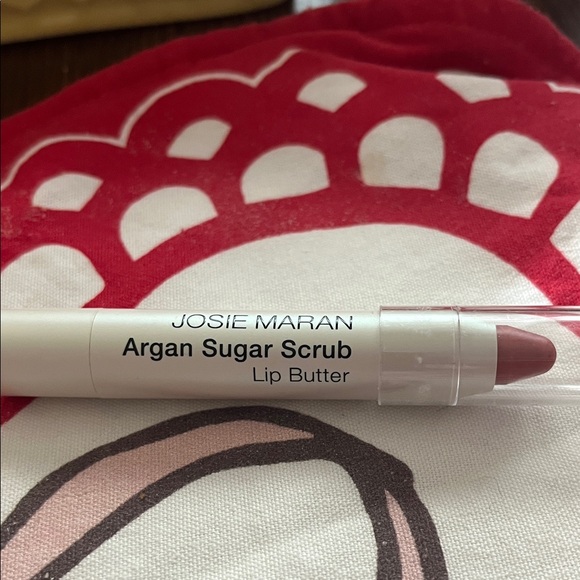 JOSIE MARAN
Argan Sugar Scrub
Lip Butter